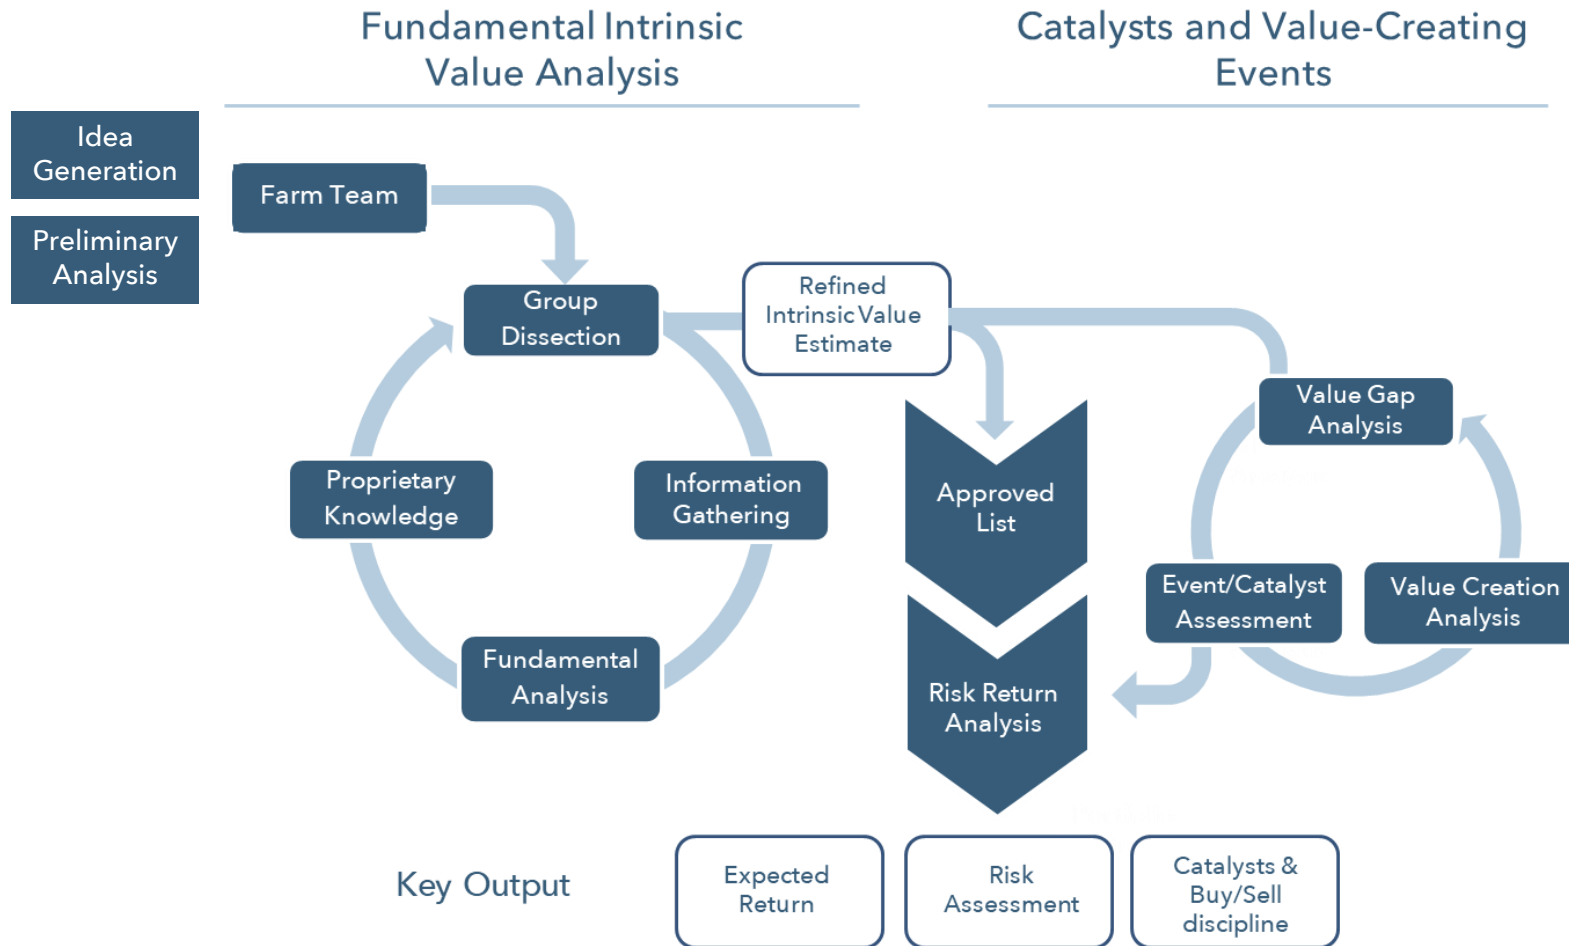 Fundamental Intrinsic
Value Analysis
Catalysts and Value-Creating
Events
Idea
Generation
Preliminary
Analysis
Farm Team
Group
Dissection
Refined
Intrinsic Value
Estimate
Value Gap
Analysis
Proprietary
Knowledge
Information
Gathering
Approved
List
Event/Catalyst
Assessment
Value Creation
Analysis
Fundamental
Analysis
Risk Return
Analysis
Key Output
Expected
Return
Risk
Assessment
Catalysts &
Buy/Sell
discipline